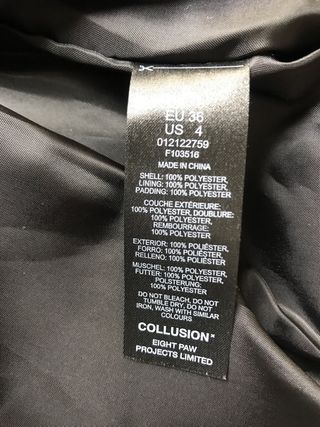 EU 36
US 4
012122759
F103516
MADE IN CHINA
SHELL: 100% POLYESTER,
LINING: 100% POLYESTER,
PADDING: 100% POLYESTER
COUCHE EXTÉRIEURE:
100% POLYESTER, DOUBLURE:
100% POLYESTER,
REMBOURRAGE:
100% POLYESTER
EXTERIOR: 100% POLIÉSTER,
FORRO: 100% POLIÉSTER,
RELLENO: 100% POLIÉSTER
MUSCHEL: 100% POLYESTER,
FUTTER: 100% POLYESTER,
POLSTERUNG:
100% POLYESTER
DO NOT BLEACH, DO NOT
TUMBLE DRY. DO NOT
IRON, WASH WITH SIMILAR
COLOURS
COLLUSION
EIGHT PAW
PROJECTS LIMITED